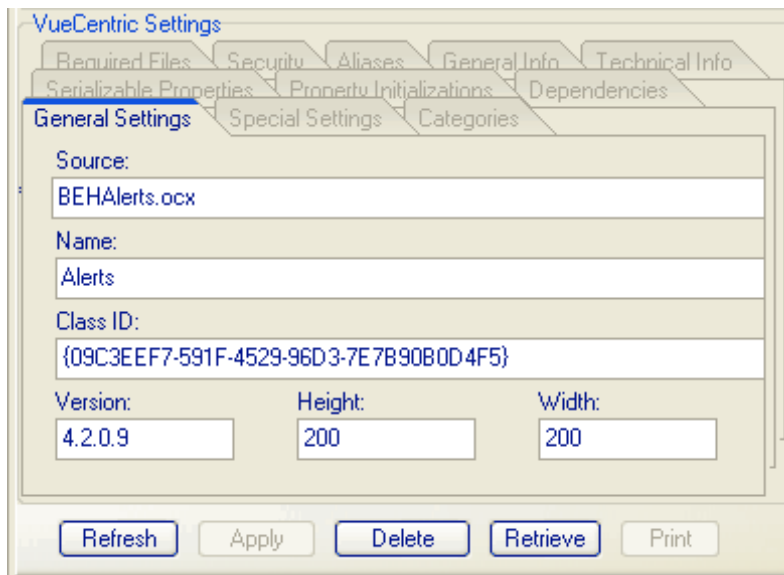 VueCentric Settings
Required Files Security Aliases General Info Technical Info
Serializable Properties Property Initializations Dependencies
General Settings Special Settings Categories
Source:
BEHAlerts.ocx
Name:
Alerts
Class ID:
{09C3EEF7-591F-4529-96D3-7E7B90B0D4F5}
Version: Height: Width:
4.2.0.9 200 200
Refresh Apply Delete Retrieve Print